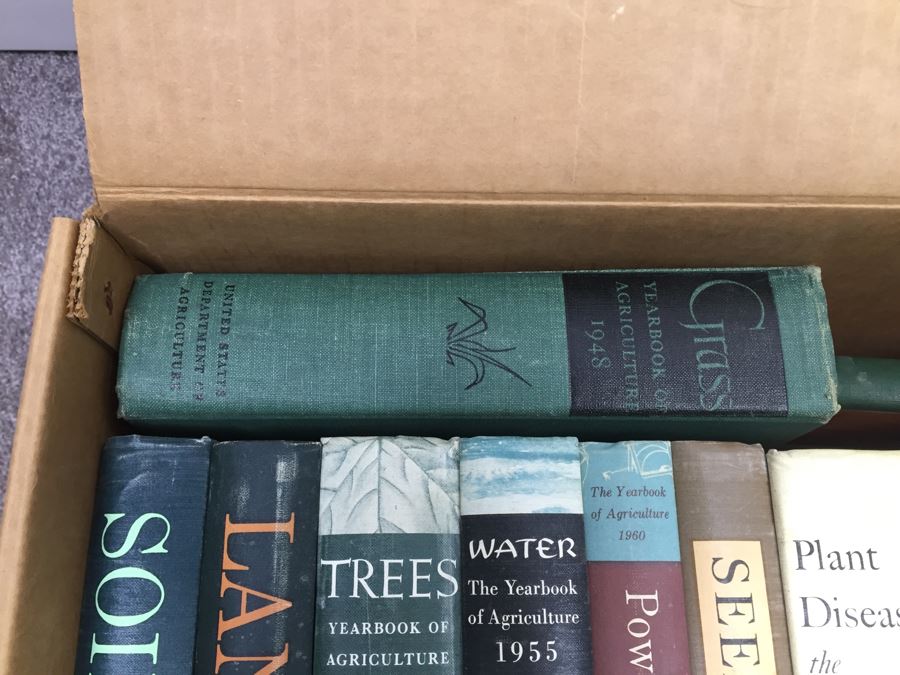 Grass
YEARBOOK OF
AGRICULTURE
1948
UNITED STATES
DEPARTMENT OF
AGRICULTURE
SOI
LAN
TREES
YEARBOOK OF
AGRICULTURE
WATER
The Yearbook
of Agriculture
1955
The Yearbook
of Agriculture
1960
Pow
SEE
Plant
Diseas
the